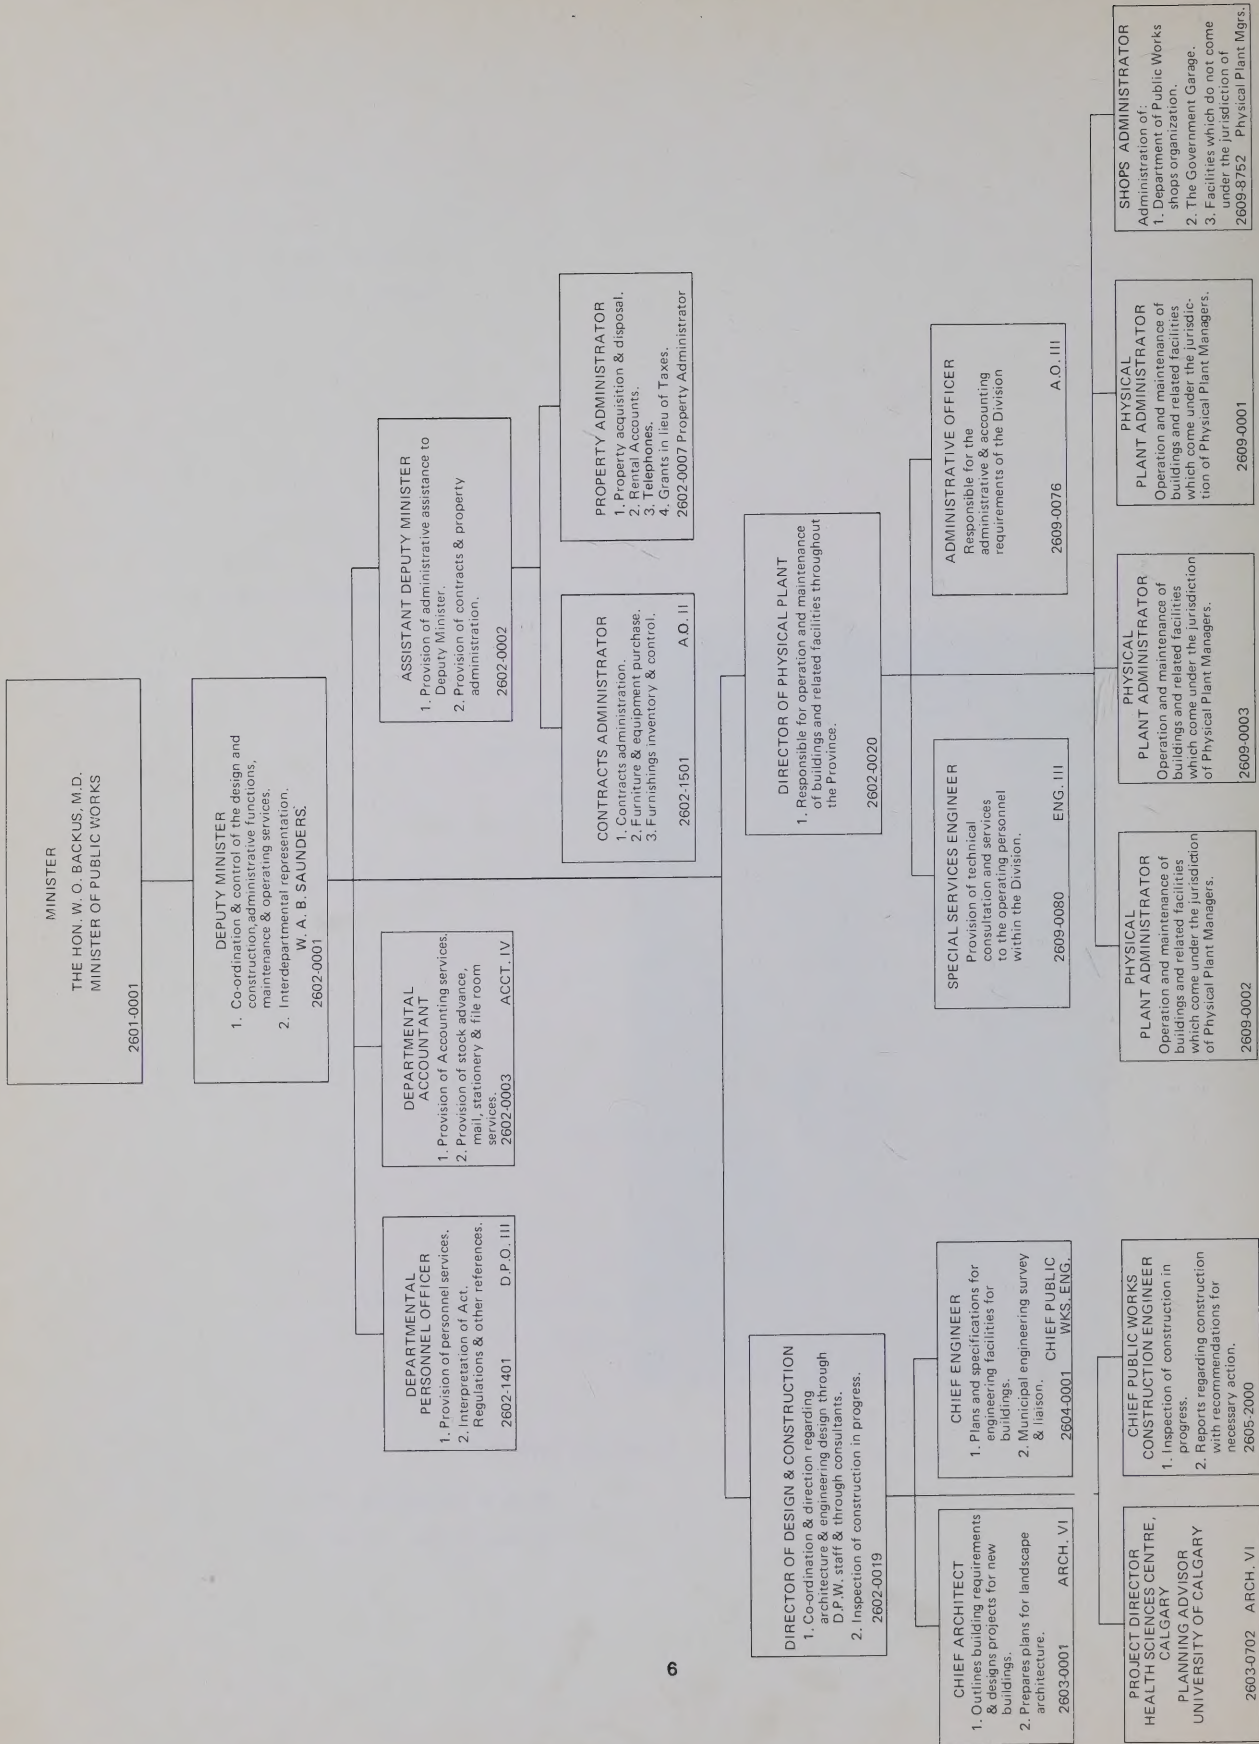 MINISTER
THE HON. W. O. BACKUS, M.D.
MINISTER OF PUBLIC WORKS
2601-0001
DEPUTY MINISTER
1. Co-ordination & control of the design and
construction,administrative functions,
maintenance & operating services.
2. Interdepartmental representation.
W. A. B. SAUNDERS.
2602-0001
DEPARTMENTAL
PERSONNEL OFFICER
1. Provision of personnel services.
2. Interpretation of Act.
Regulations & other references.
2602-1401 D.P.O. III
DEPARTMENTAL
ACCOUNTANT
1. Provision of Accounting services.
2. Provision of stock advance,
mail, stationery & file room
services.
2602-0003 ACCT. IV
ASSISTANT DEPUTY MINISTER
1. Provision of administrative assistance to
Deputy Minister.
2. Provision of contracts & property
administration.
2602-0002
CONTRACTS ADMINISTRATOR
1. Contracts administration.
2. Furniture & equipment purchase.
3. Furnishings inventory & control.
2602-1501 A.O. II
PROPERTY ADMINISTRATOR
1. Property acquisition & disposal.
2. Rental Accounts.
3. Telephones.
4. Grants in lieu of Taxes.
2602-0007 Property Administrator
DIRECTOR OF DESIGN & CONSTRUCTION
1. Co-ordination & direction regarding
architecture & engineering design through
D.P.W. staff & through consultants.
2. Inspection of construction in progress.
2602-0019
DIRECTOR OF PHYSICAL PLANT
1. Responsible for operation and maintenance
of buildings and related facilities throughout
the Province.
2602-0020
CHIEF ARCHITECT
1. Outlines building requirements
& designs projects for new
buildings.
2. Prepares plans for landscape
architecture.
2603-0001 ARCH. VI
CHIEF ENGINEER
1. Plans and specifications for
engineering facilities for
buildings.
2. Municipal engineering survey
& liaison.
CHIEF PUBLIC
2604-0001 WKS. ENG.
SPECIAL SERVICES ENGINEER
Provision of technical
consultation and services
to the operating personnel
within the Division.
2609-0080 ENG. III
ADMINISTRATIVE OFFICER
Responsible for the
administrative & accounting
requirements of the Division
2609-0076 A.O. III
PROJECT DIRECTOR
HEALTH SCIENCES CENTRE,
CALGARY
PLANNING ADVISOR
UNIVERSITY OF CALGARY
2603-0702 ARCH. VI
CHIEF PUBLIC WORKS
CONSTRUCTION ENGINEER
1. Inspection of construction in
progress.
2. Reports regarding construction
with recommendations for
necessary action.
2605-2000
PHYSICAL
PLANT ADMINISTRATOR
Operation and maintenance of
buildings and related facilities
which come under the jurisdiction
of Physical Plant Managers.
2609-0002
PHYSICAL
PLANT ADMINISTRATOR
Operation and maintenance of
buildings and related facilities
which come under the jurisdiction
of Physical Plant Managers.
2609-0003
PHYSICAL
PLANT ADMINISTRATOR
Operation and maintenance of
buildings and related facilities
which come under the jurisdic-
tion of Physical Plant Managers.
2609-0001
SHOPS ADMINISTRATOR
Administration of:
1. Department of Public Works
shops organization.
2. The Government Garage.
3. Facilities which do not come
under the jurisdiction of
2609-8752 Physical Plant Mgrs.
6